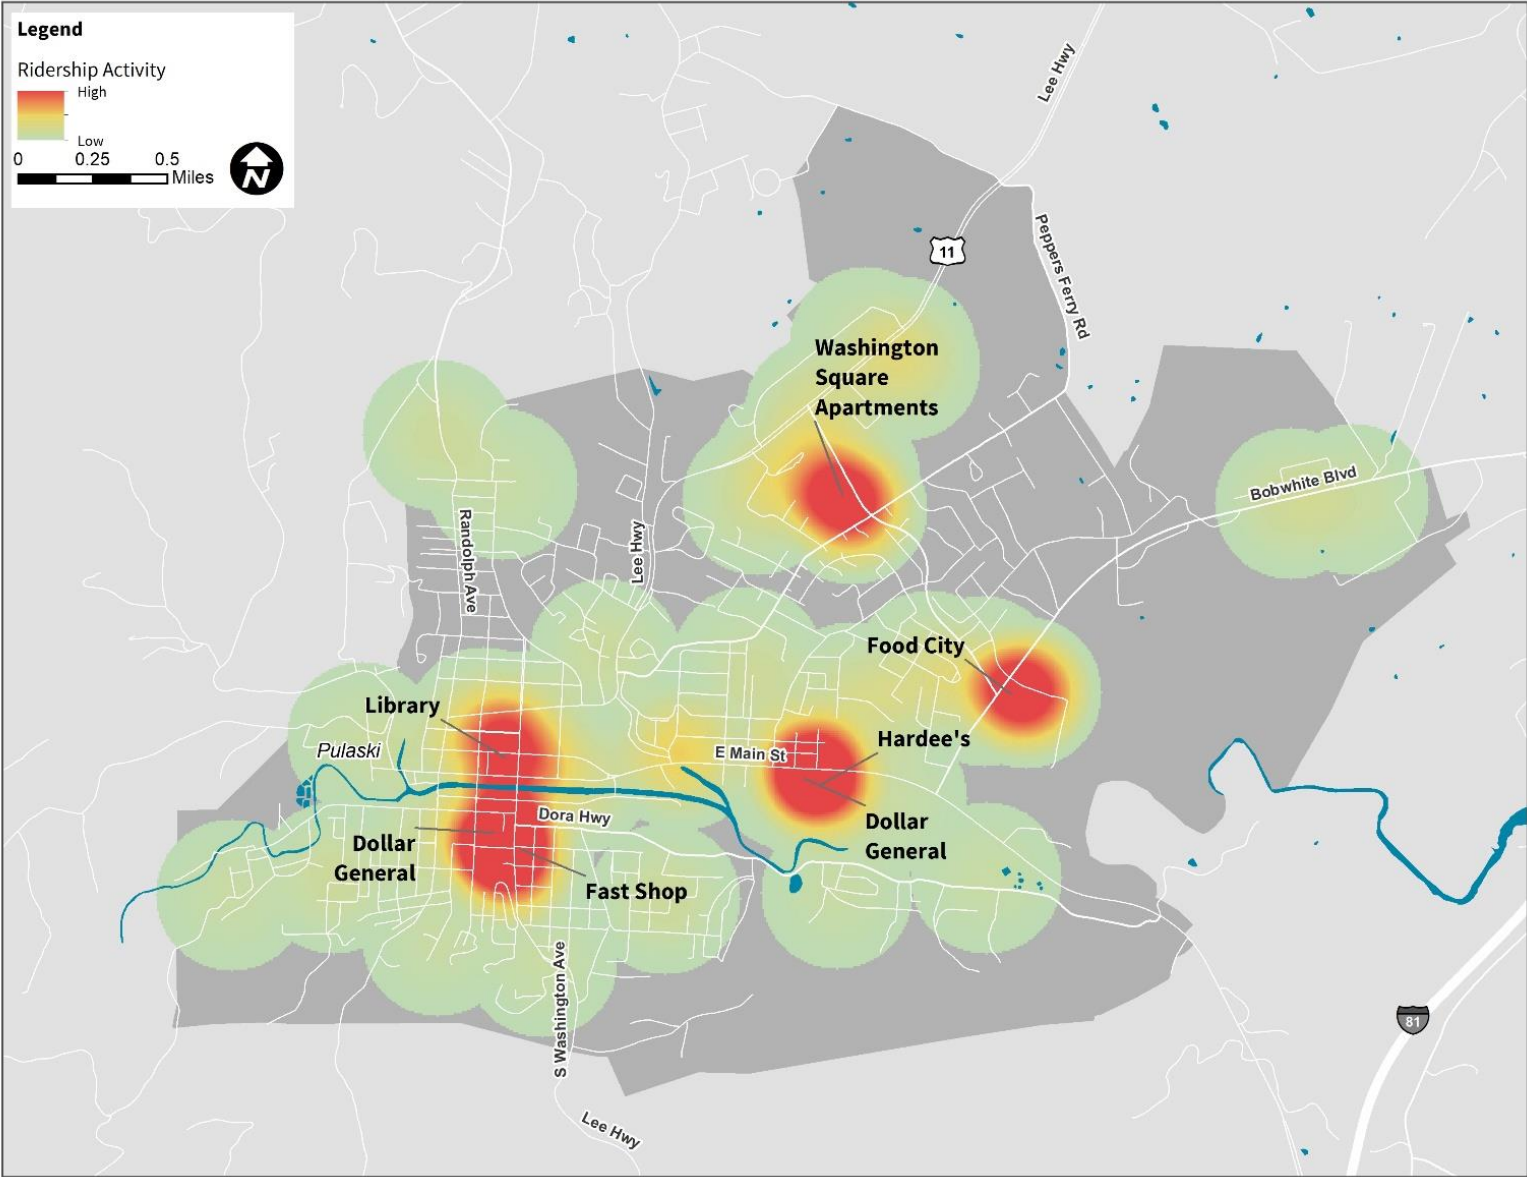 Legend
Ridership Activity
High
Low
0 0.25 0.5
Miles
N
Lee Hwy
11
Peppers Ferry Rd
Washington
Square
Apartments
Bobwhite Blvd
Randolph Ave
Lee Hwy
Food City
Library
Pulaski
E Main St
Hardee's
Dora Hwy
Dollar
General
Dollar
General
Fast Shop
S Washington Ave
81
Lee Hwy